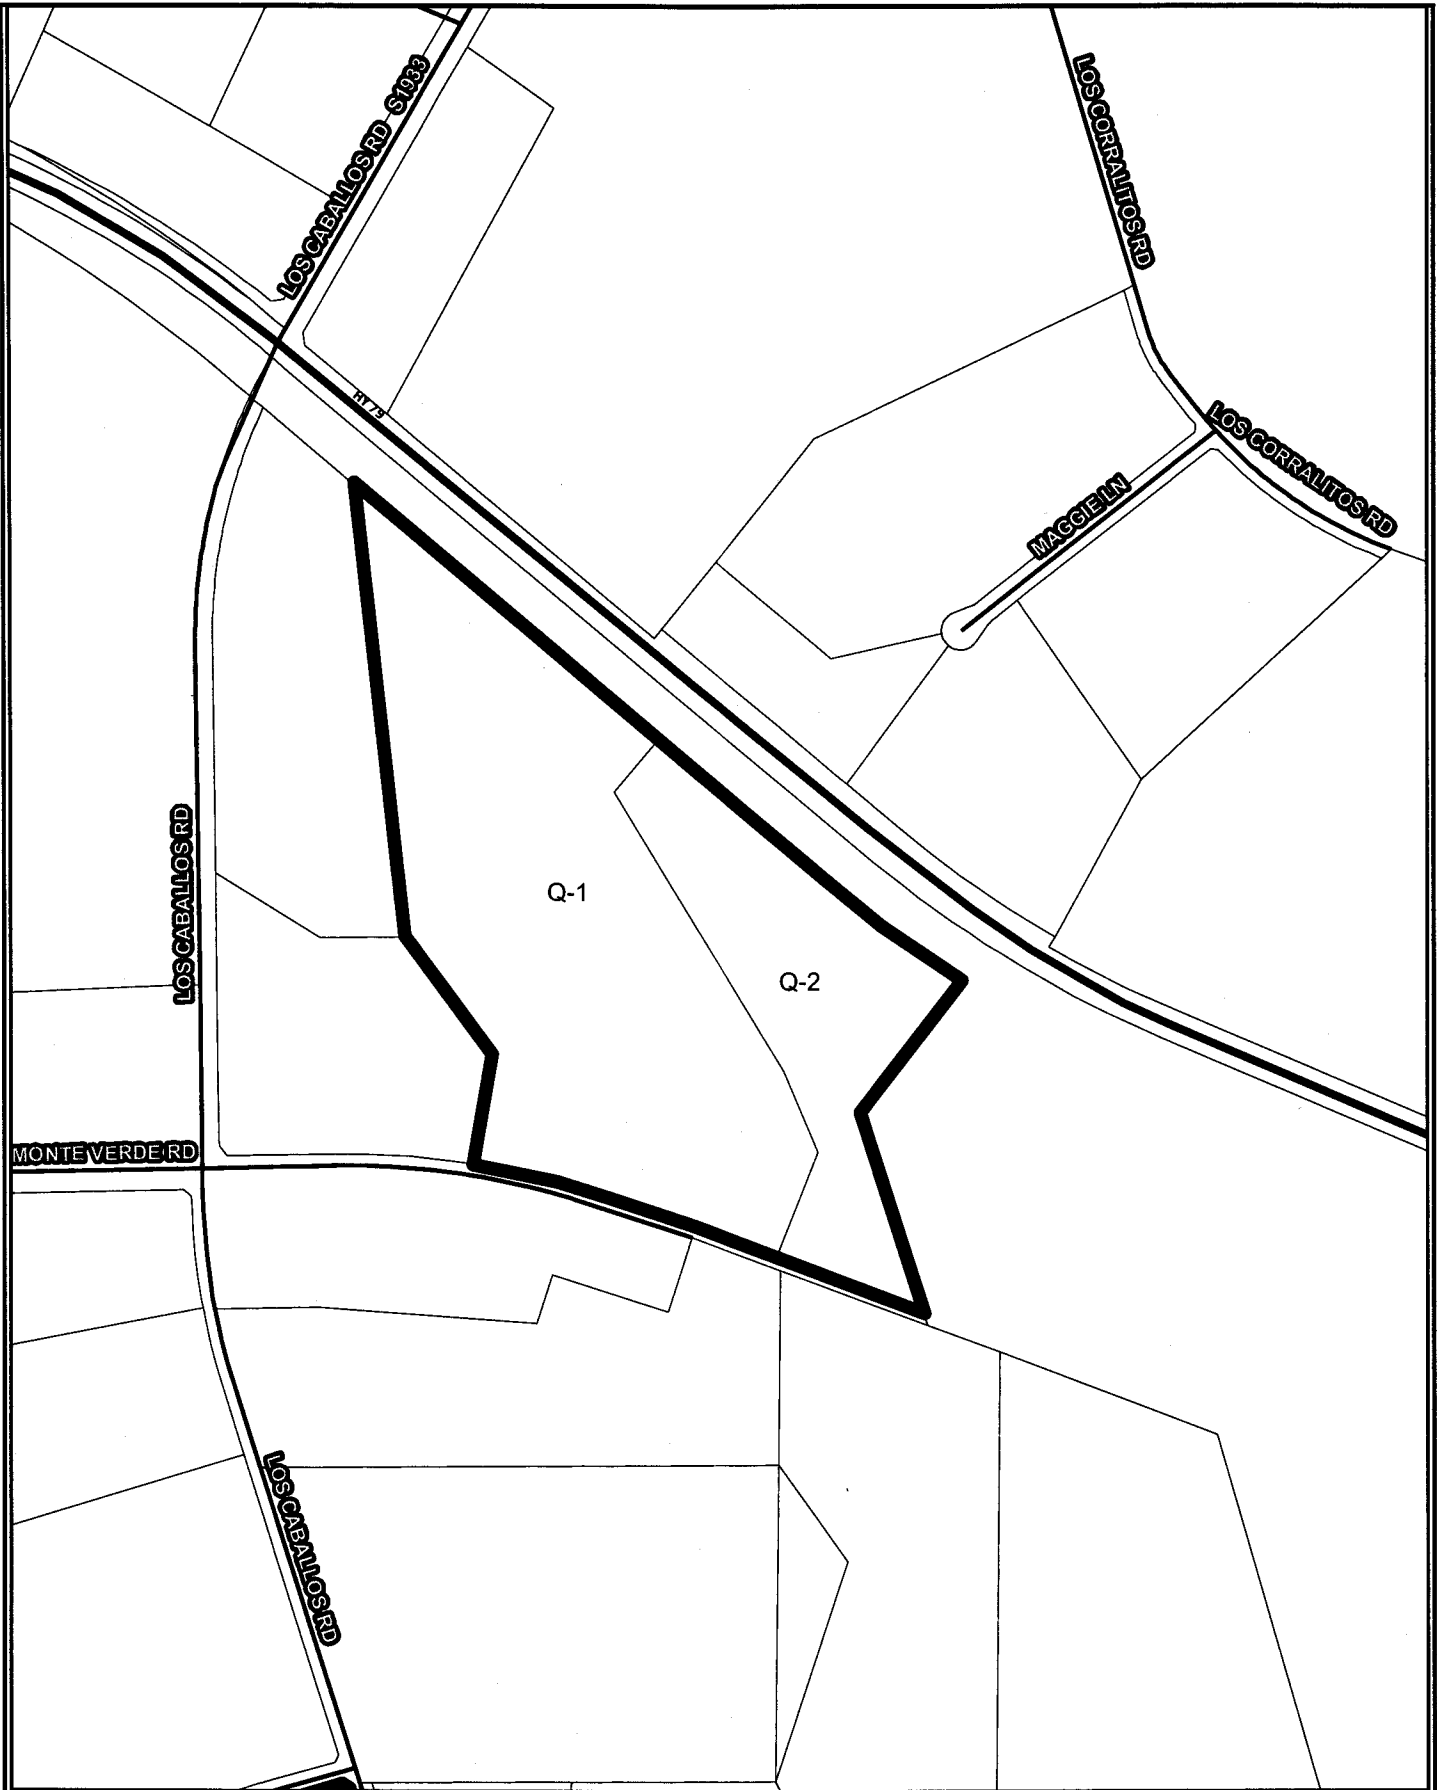 LOS CABALLOS RD S1933
LOS CORRALITOS RD
HY 79
LOS CORRALITOS RD
MAGGIE LN
LOS CABALLOS RD
Q-1
Q-2
MONTE VERDE RD
LOS CABALLOS RD